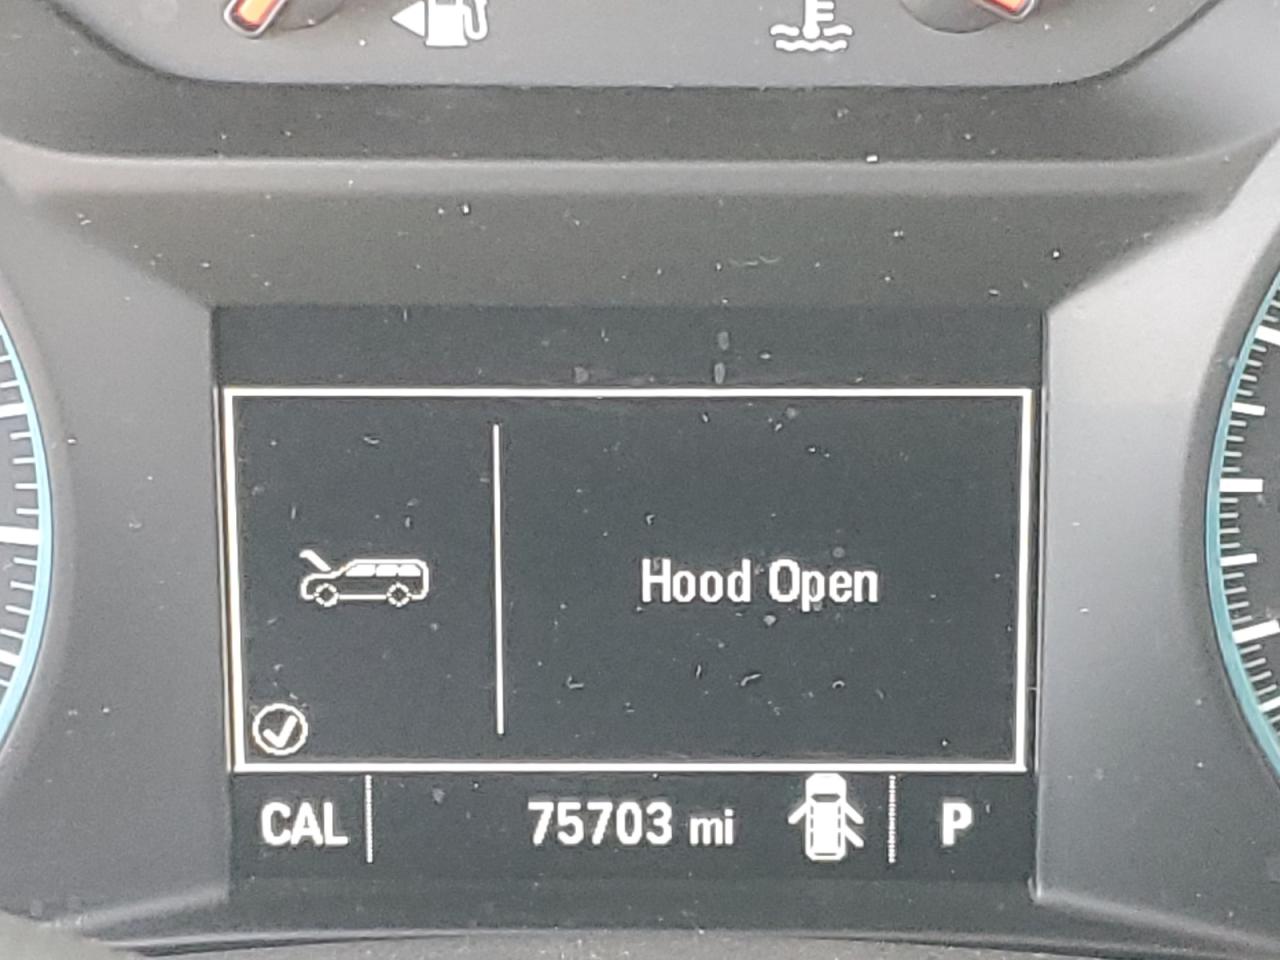 Hood Open
CAL 75703 mi P